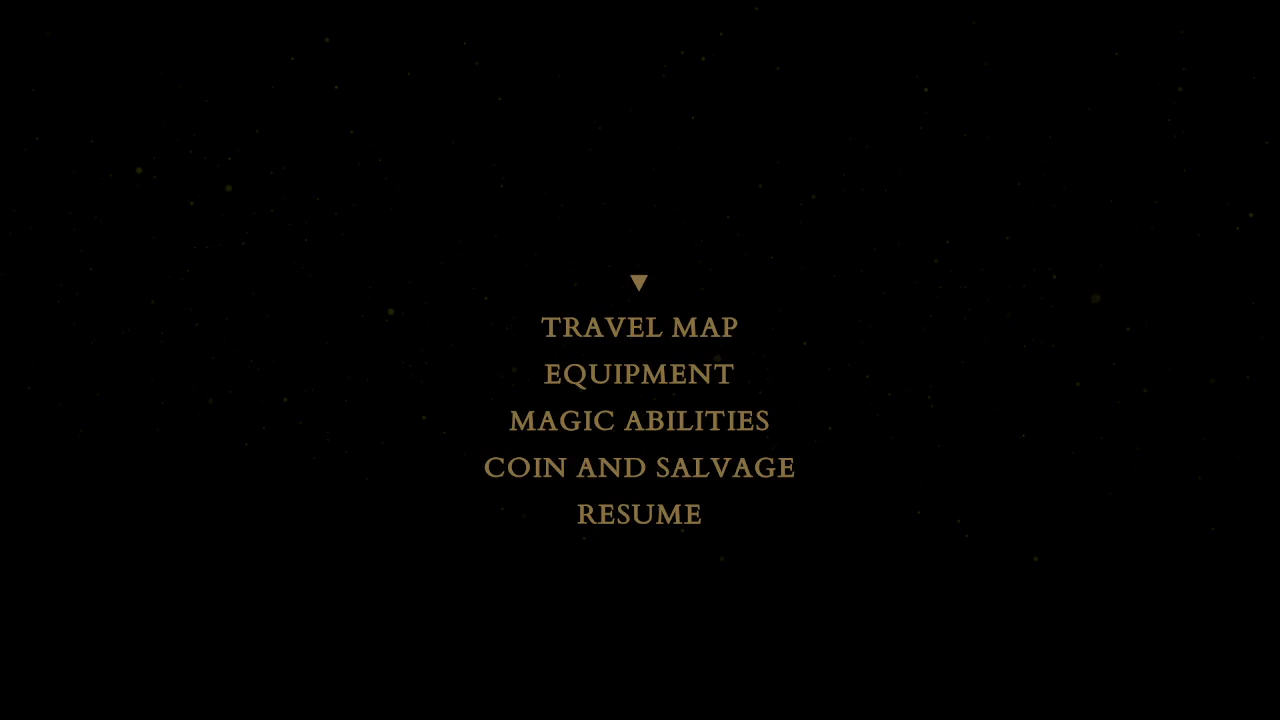 TRAVEL MAP
EQUIPMENT
MAGIC ABILITIES
COIN AND SALVAGE
RESUME